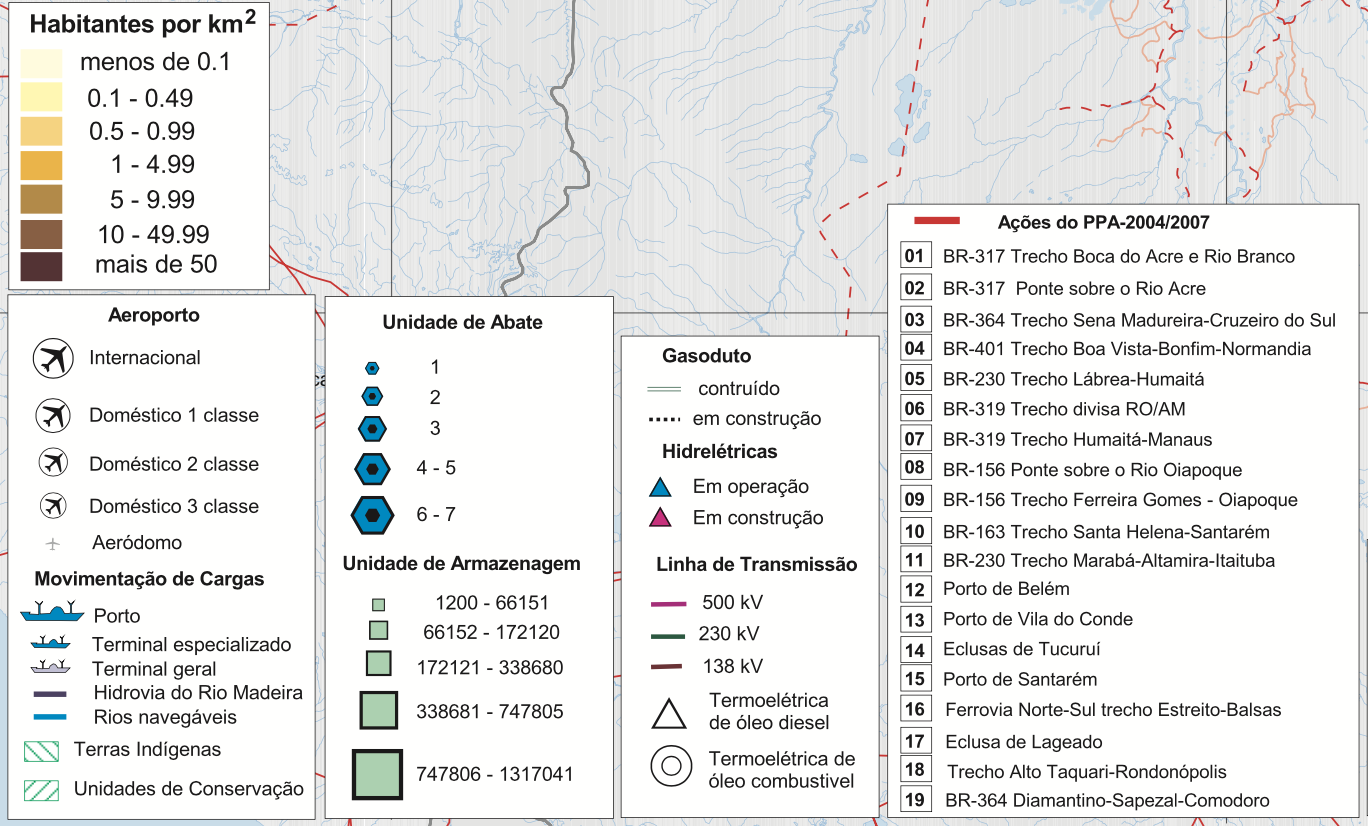 Habitantes por km2
menos de 0.1
0.1 - 0.49
0.5 - 0.99
1 - 4.99
5 - 9.99
10 - 49.99
mais de 50
Aeroporto
Internacional
Doméstico 1 classe
Doméstico 2 classe
Doméstico 3 classe
Aeródomo
Movimentação de Cargas
Porto
Terminal especializado
Terminal geral
Hidrovia do Rio Madeira
Rios navegáveis
Terras Indígenas
Unidades de Conservação
Unidade de Abate
1
2
3
4 - 5
6 - 7
Unidade de Armazenagem
1200 - 66151
66152 - 172120
172121 - 338680
338681 - 747805
747806 - 1317041
Gasoduto
contruído
em construção
Hidrelétricas
Em operação
Em construção
Linha de Transmissão
500 kV
230 kV
138 kV
Termoelétrica
de óleo diesel
Termoelétrica de
óleo combustivel
Ações do PPA-2004/2007
01 BR-317 Trecho Boca do Acre e Rio Branco
02 BR-317 Ponte sobre o Rio Acre
03 BR-364 Trecho Sena Madureira-Cruzeiro do Sul
04 BR-401 Trecho Boa Vista-Bonfim-Normandia
05 BR-230 Trecho Lábrea-Humaitá
06 BR-319 Trecho divisa RO/AM
07 BR-319 Trecho Humaitá-Manaus
08 BR-156 Ponte sobre o Rio Oiapoque
09 BR-156 Trecho Ferreira Gomes - Oiapoque
10 BR-163 Trecho Santa Helena-Santarém
11 BR-230 Trecho Marabá-Altamira-Itaituba
12 Porto de Belém
13 Porto de Vila do Conde
14 Eclusas de Tucuruí
15 Porto de Santarém
16 Ferrovia Norte-Sul trecho Estreito-Balsas
17 Eclusa de Lageado
18 Trecho Alto Taquari-Rondonópolis
19 BR-364 Diamantino-Sapezal-Comodoro